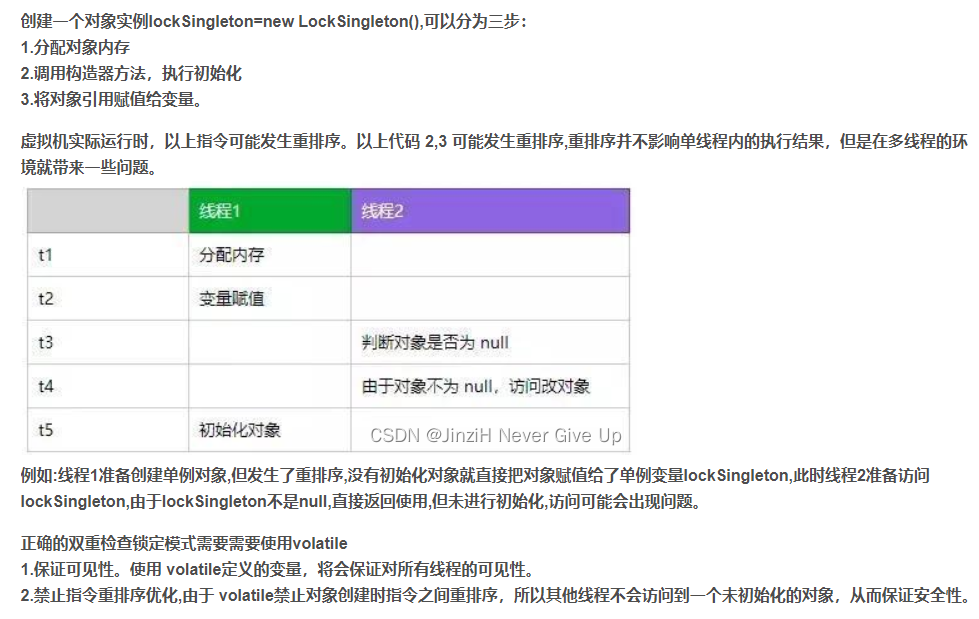 创建一个对象实例lockSingleton=new LockSingleton(),可以分为三步：
1.分配对象内存
2.调用构造器方法，执行初始化
3.将对象引用赋值给变量。
虚拟机实际运行时，以上指令可能发生重排序。以上代码 2,3 可能发生重排序,重排序并不影响单线程内的执行结果，但是在多线程的环
境就带来一些问题。
线程1 线程2
t1 分配内存
t2 变量赋值
t3 判断对象是否为 null
t4 由于对象不为 null，访问改对象
t5 初始化对象
CSDN @JinziH Never Give Up
例如:线程1准备创建单例对象,但发生了重排序,没有初始化对象就直接把对象赋值给了单例变量lockSingleton,此时线程2准备访问
lockSingleton,由于lockSingleton不是null,直接返回使用,但未进行初始化,访问可能会出现问题。
正确的双重检查锁定模式需要需要使用volatile
1.保证可见性。使用 volatile定义的变量，将会保证对所有线程的可见性。
2.禁止指令重排序优化,由于 volatile禁止对象创建时指令之间重排序，所以其他线程不会访问到一个未初始化的对象，从而保证安全性。